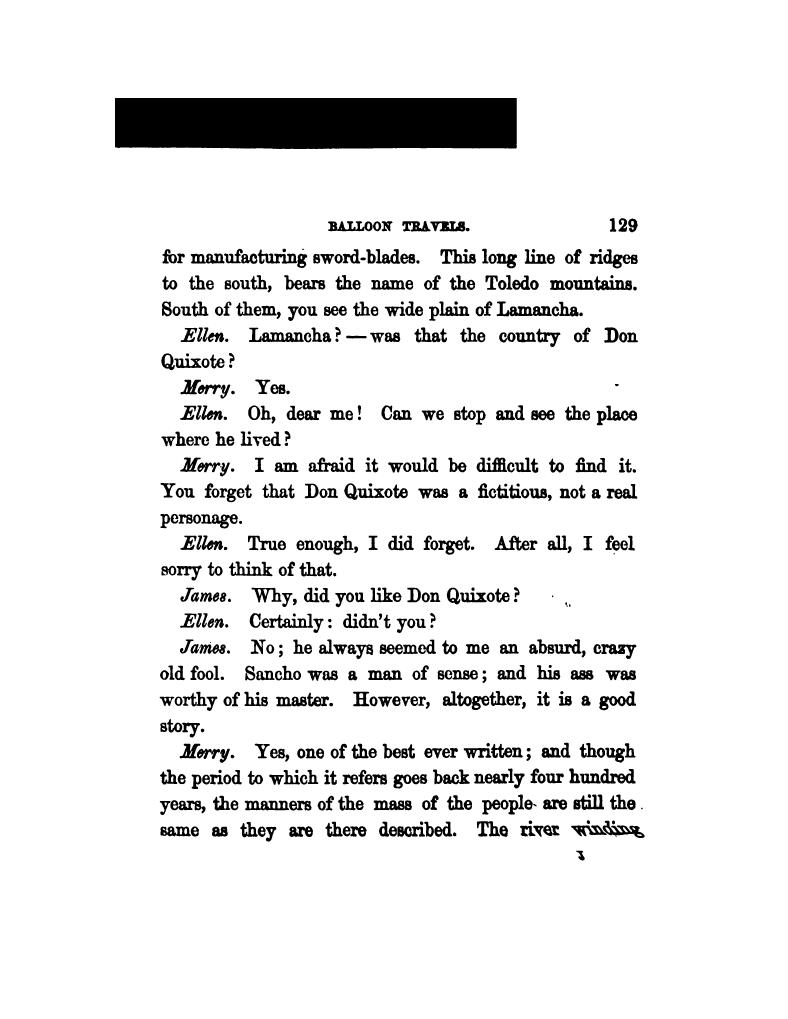 BALLOON TRAVELS. 129
for manufacturing sword-blades. This long line of ridges
to the south, bears the name of the Toledo mountains.
South of them, you see the wide plain of Lamancha.
Ellen. Lamancha? — was that the country of Don
Quixote?
Merry. Yes.
Ellen. Oh, dear me! Can we stop and see the place
where he lived?
Merry. I am afraid it would be difficult to find it.
You forget that Don Quixote was a fictitious, not a real
personage.
Ellen. True enough, I did forget. After all, I feel
sorry to think of that.
James. Why, did you like Don Quixote?
Ellen. Certainly: didn't you?
James. No; he always seemed to me an absurd, crazy
old fool. Sancho was a man of sense; and his ass was
worthy of his master. However, altogether, it is a good
story.
Merry. Yes, one of the best ever written; and though
the period to which it refers goes back nearly four hundred
years, the manners of the mass of the people are still the
same as they are there described. The river winding